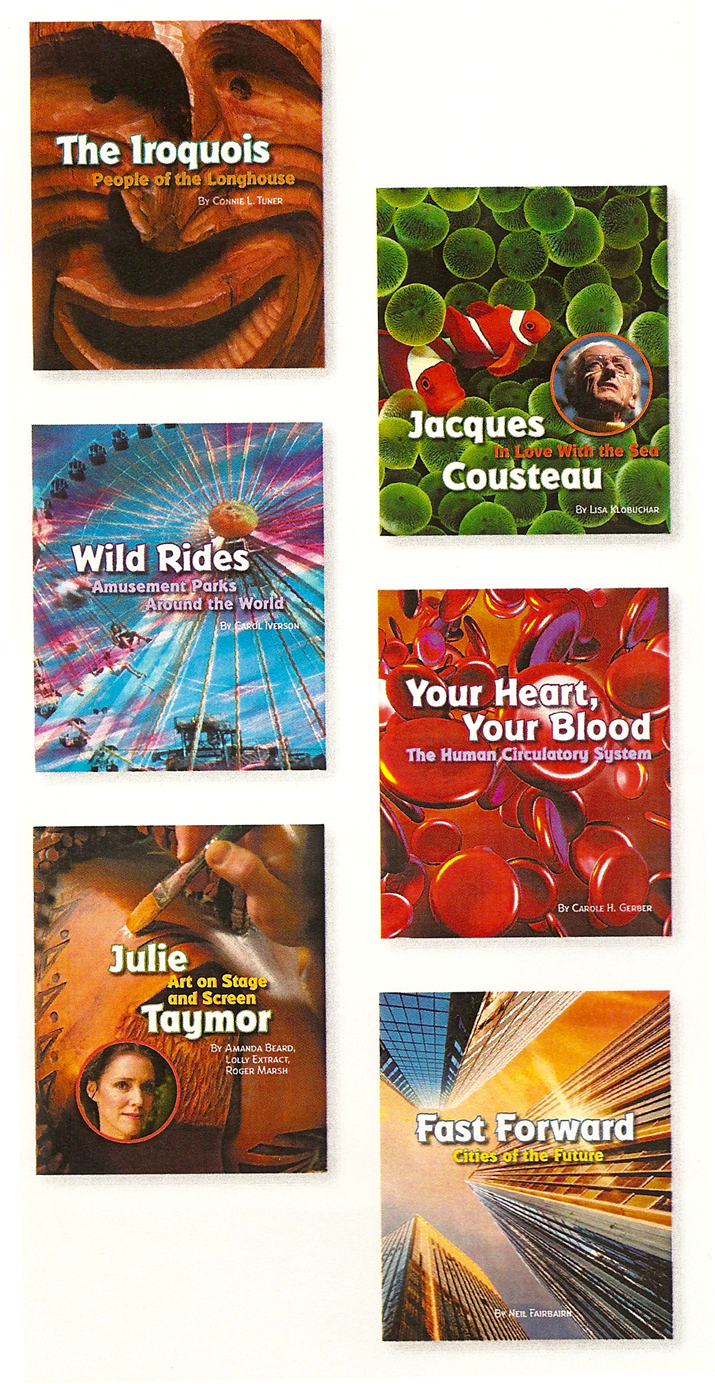 The Iroquois
People of the Longhouse
By Connie L. Tuner
Jacques
In Love With the Sea
Cousteau
By Lisa Klobuchar
Wild Rides
Amusement Parks
Around the World
By Carol Iverson
Your Heart,
Your Blood
The Human Circulatory System
By Carole H. Gerber
Julie
Art on Stage
and Screen
Taymor
By Amanda Beard,
Lolly Extract,
Roger Marsh
Fast Forward
Cities of the Future
By Neil Fairbairn